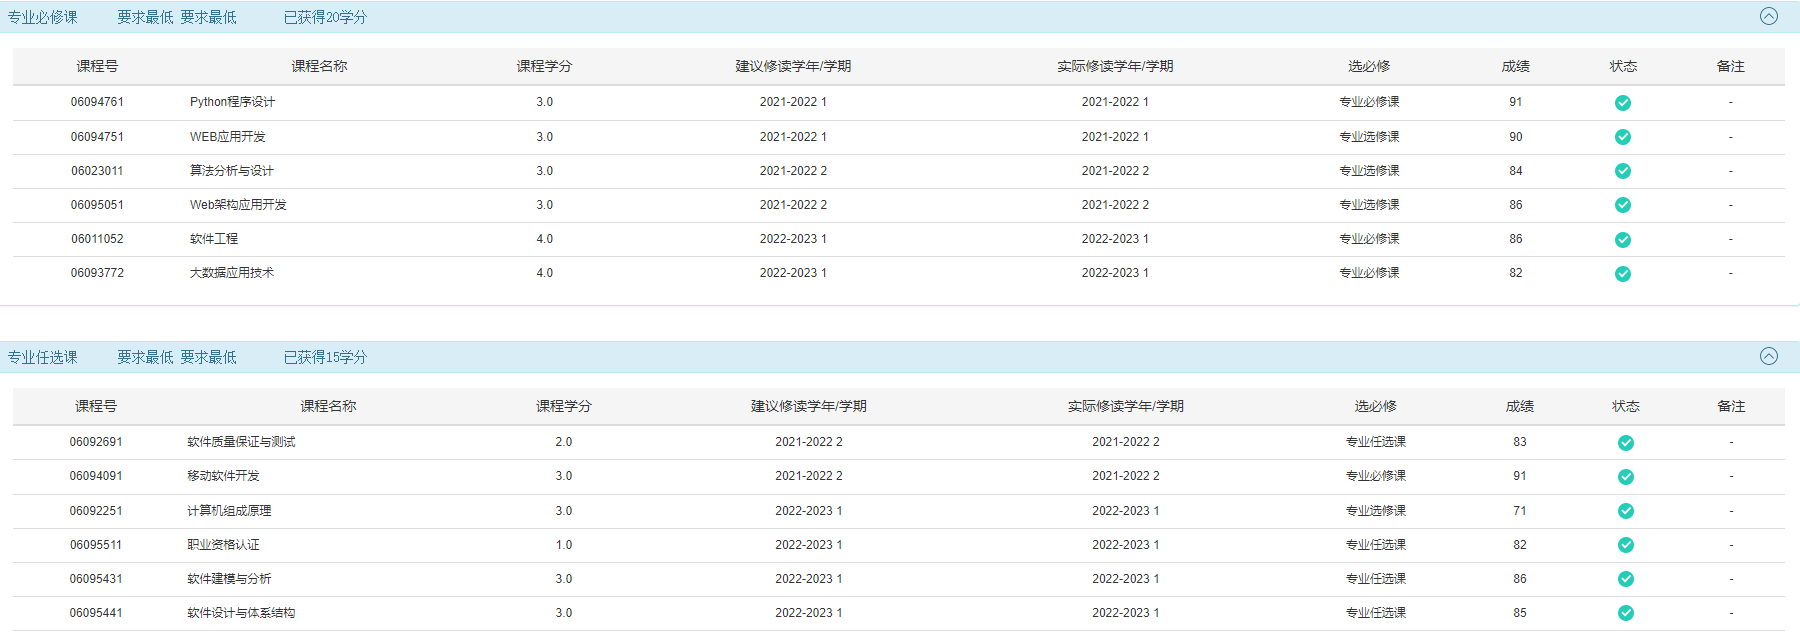 专业必修课 要求最低 要求最低 已获得20学分
课程号 课程名称 课程学分 建议修读学年/学期 实际修读学年/学期 选必修 成绩 状态 备注
06094761 Python程序设计 3.0 2021-2022 1 2021-2022 1 专业必修课 91 -
06094751 WEB应用开发 3.0 2021-2022 1 2021-2022 1 专业选修课 90 -
06023011 算法分析与设计 3.0 2021-2022 2 2021-2022 2 专业选修课 84 -
06095051 Web架构应用开发 3.0 2021-2022 2 2021-2022 2 专业选修课 86 -
06011052 软件工程 4.0 2022-2023 1 2022-2023 1 专业必修课 86 -
06093772 大数据应用技术 4.0 2022-2023 1 2022-2023 1 专业必修课 82 -
专业任选课 要求最低 要求最低 已获得15学分
课程号 课程名称 课程学分 建议修读学年/学期 实际修读学年/学期 选必修 成绩 状态 备注
06092691 软件质量保证与测试 2.0 2021-2022 2 2021-2022 2 专业任选课 83 -
06094091 移动软件开发 3.0 2021-2022 2 2021-2022 2 专业必修课 91 -
06092251 计算机组成原理 3.0 2022-2023 1 2022-2023 1 专业选修课 71 -
06095511 职业资格认证 1.0 2022-2023 1 2022-2023 1 专业任选课 82 -
06095431 软件建模与分析 3.0 2022-2023 1 2022-2023 1 专业任选课 86 -
06095441 软件设计与体系结构 3.0 2022-2023 1 2022-2023 1 专业任选课 85 -